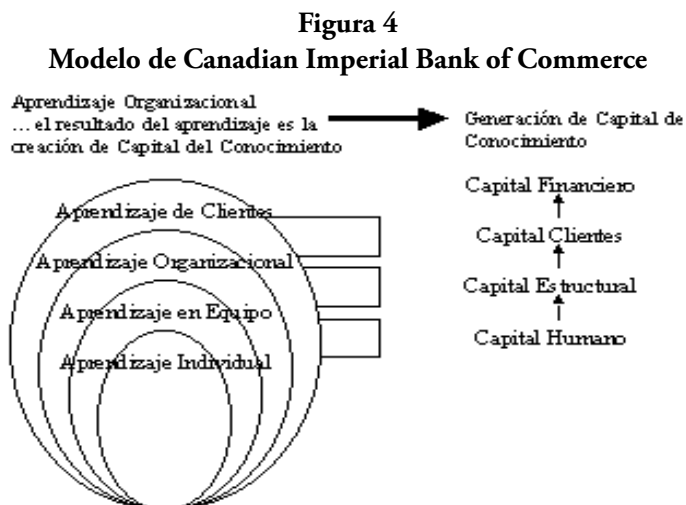 Figura 4
Modelo de Canadian Imperial Bank of Commerce
Aprendizaje Organizacional
... el resultado del aprendizaje es la
creación de Capital del Conocimiento
Generación de Capital de
Conocimiento
Aprendizaje de Clientes
Aprendizaje Organizacional
Aprendizaje en Equipo
Aprendizaje Individual
Capital Financiero
Capital Clientes
Capital Estructural
Capital Humano